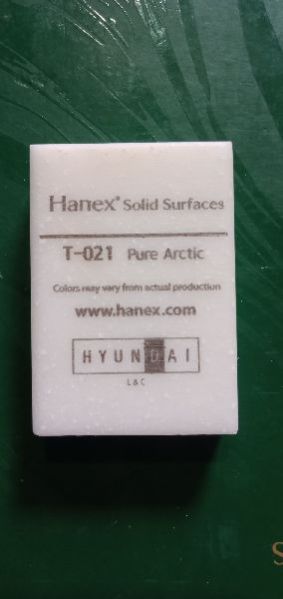 Hanex® Solid Surfaces
T-021 Pure Arctic
Colors may vary from actual production
www.hanex.com
HYUNDAI
L&C
S